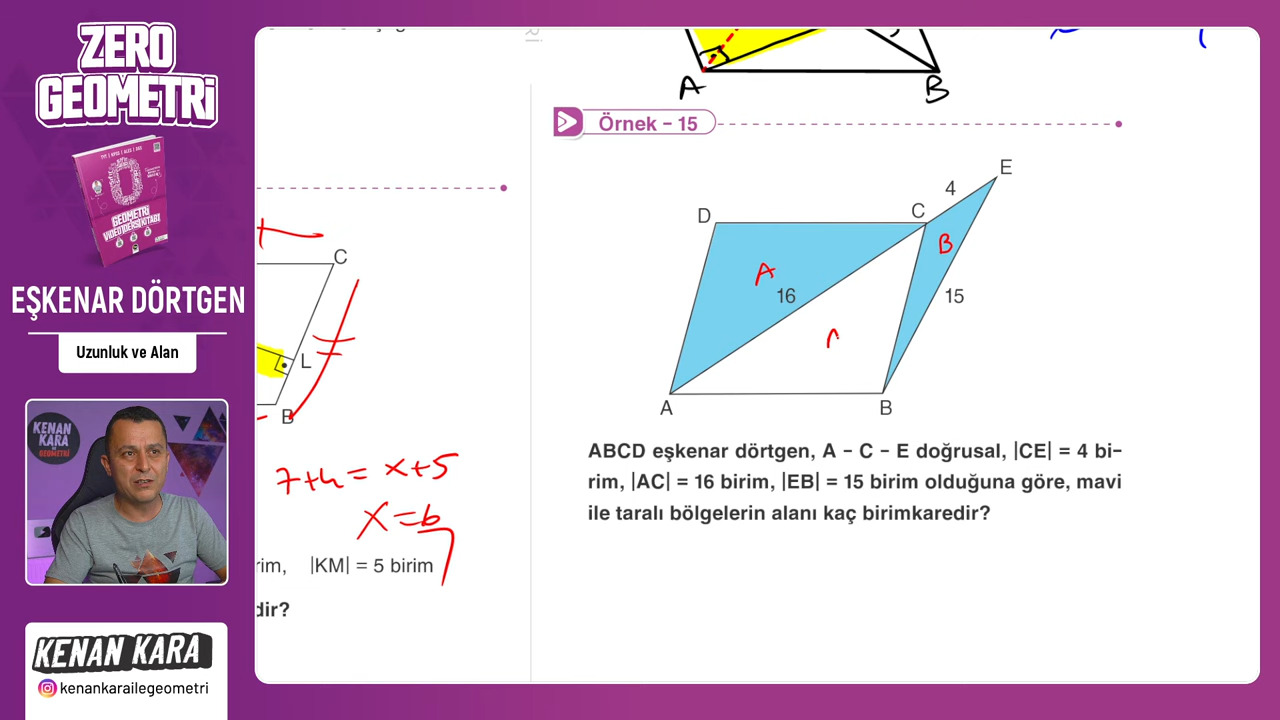 ZERO
GEOMETRİ
GEOMETRİ
VİDEO DERS KİTABI
EŞKENAR DÖRTGEN
Uzunluk ve Alan
KENAN
KARA
GEOMETRİ
KENAN KARA
kenankarailegeometri
C
L
B
7+4 = x+5
x = 6
rim, |KM| = 5 birim
dir?
A
B
Örnek – 15
E
4
D
C
B
A
16
15
A
B
ABCD eşkenar dörtgen, A – C – E doğrusal, |CE| = 4 bi–
rim, |AC| = 16 birim, |EB| = 15 birim olduğuna göre, mavi
ile taralı bölgelerin alanı kaç birimkaredir?